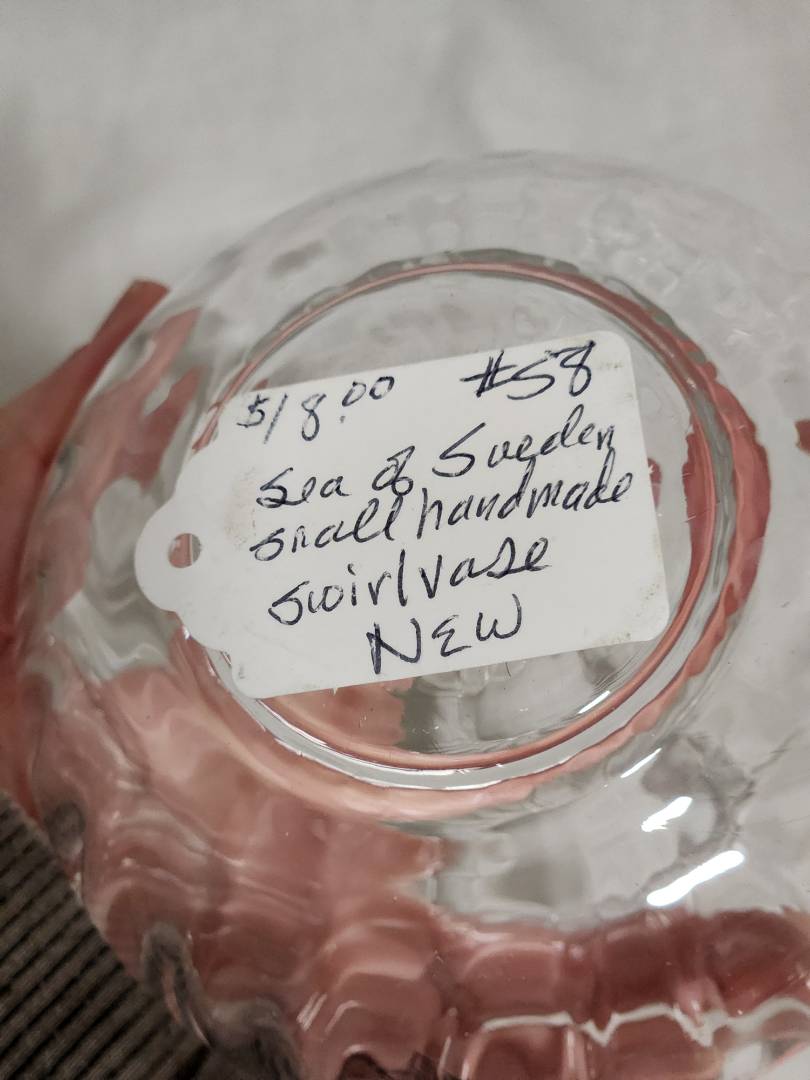 $18.00 #58
Sea of Sweden
small handmade
swirl vase
NEW